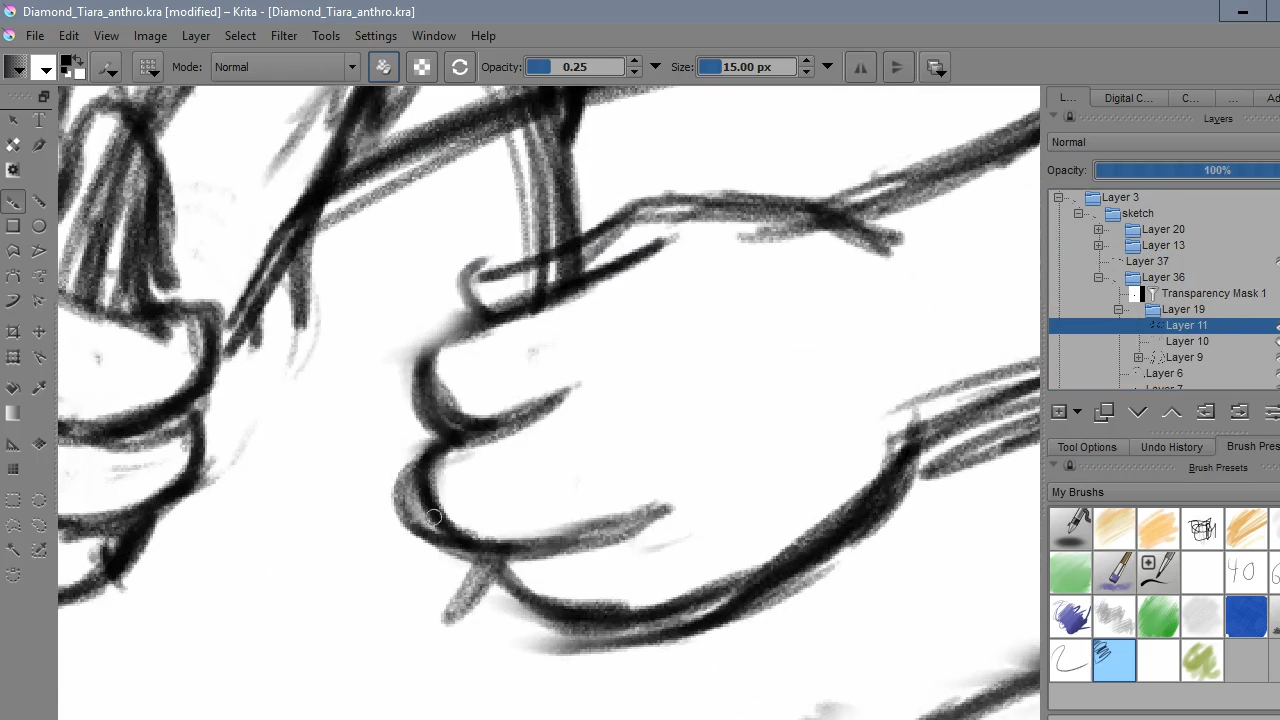 Diamond_Tiara_anthro.kra [modified] – Krita - [Diamond_Tiara_anthro.kra]
File Edit View Image Layer Select Filter Tools Settings Window Help
Mode: Normal Opacity: 0.25 Size: 15.00 px
L... Digital C... C... ... Ad
Layers
Normal
Opacity: 100%
Layer 3
sketch
Layer
Layer 13
Layer 37
Layer 3
Transparency Mask 1
Layer 19
Layer 11
Layer 10
Layer 9
Layer 6
Tool Options Undo History Brush Pres
Brush Presets
My Brushes
40